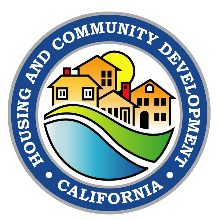 HOUSING AND COMMUNITY DEVELOPMENT
• CALIFORNIA •